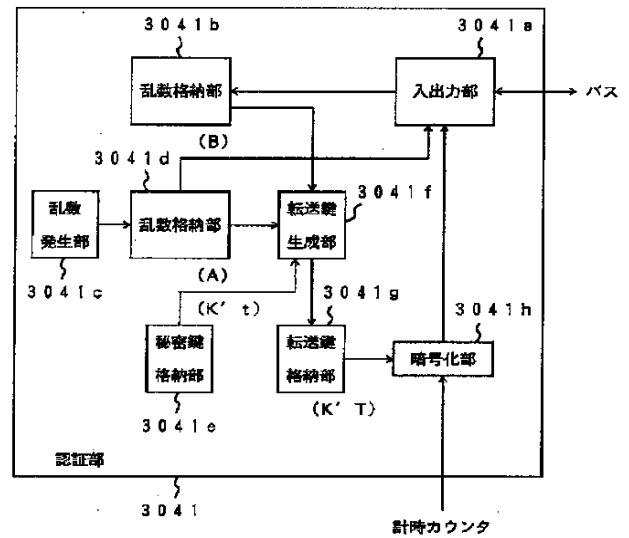 3041b
3041a
乱数格納部
入出力部
バス
(B)
3041d
3041f
乱数
発生部
乱数格納部
転送鍵
生成部
3041c
(A)
(K' t)
3041g
3041h
秘密鍵
格納部
転送鍵
格納部
暗号化部
(K' T)
3041e
認証部
3041
計時カウンタ